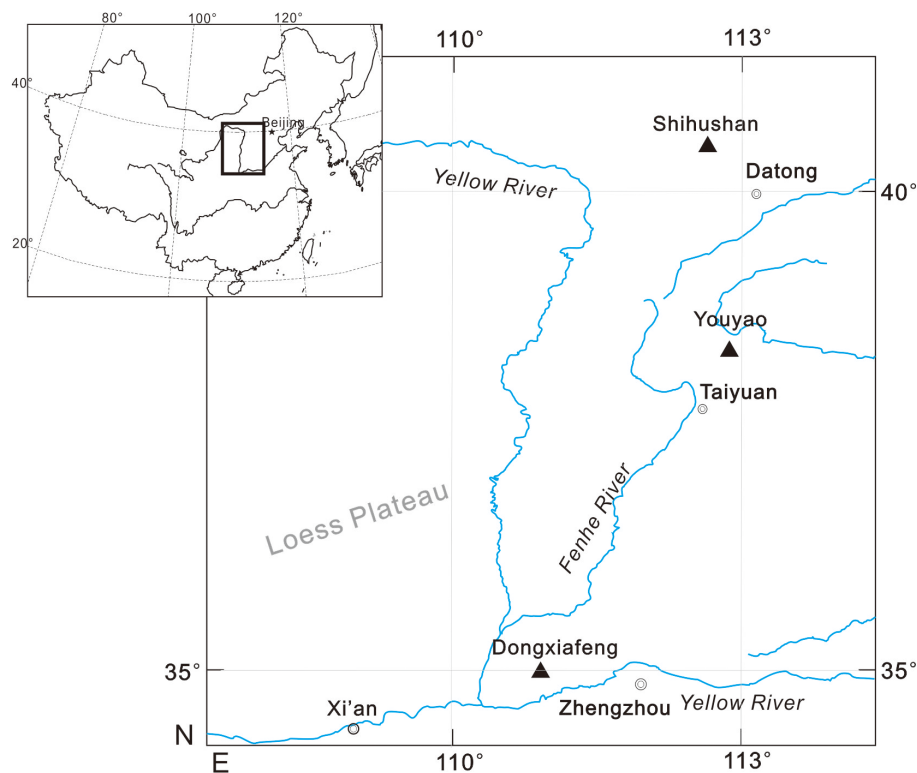 80°
100°
120°
40°
Beijing
20°
110°
113°
Shihushan
Datong
Yellow River
40°
Youyao
Taiyuan
Loess Plateau
Fenhe River
Dongxiafeng
35°
35°
Xi'an
Zhengzhou
Yellow River
N
E
110°
113°